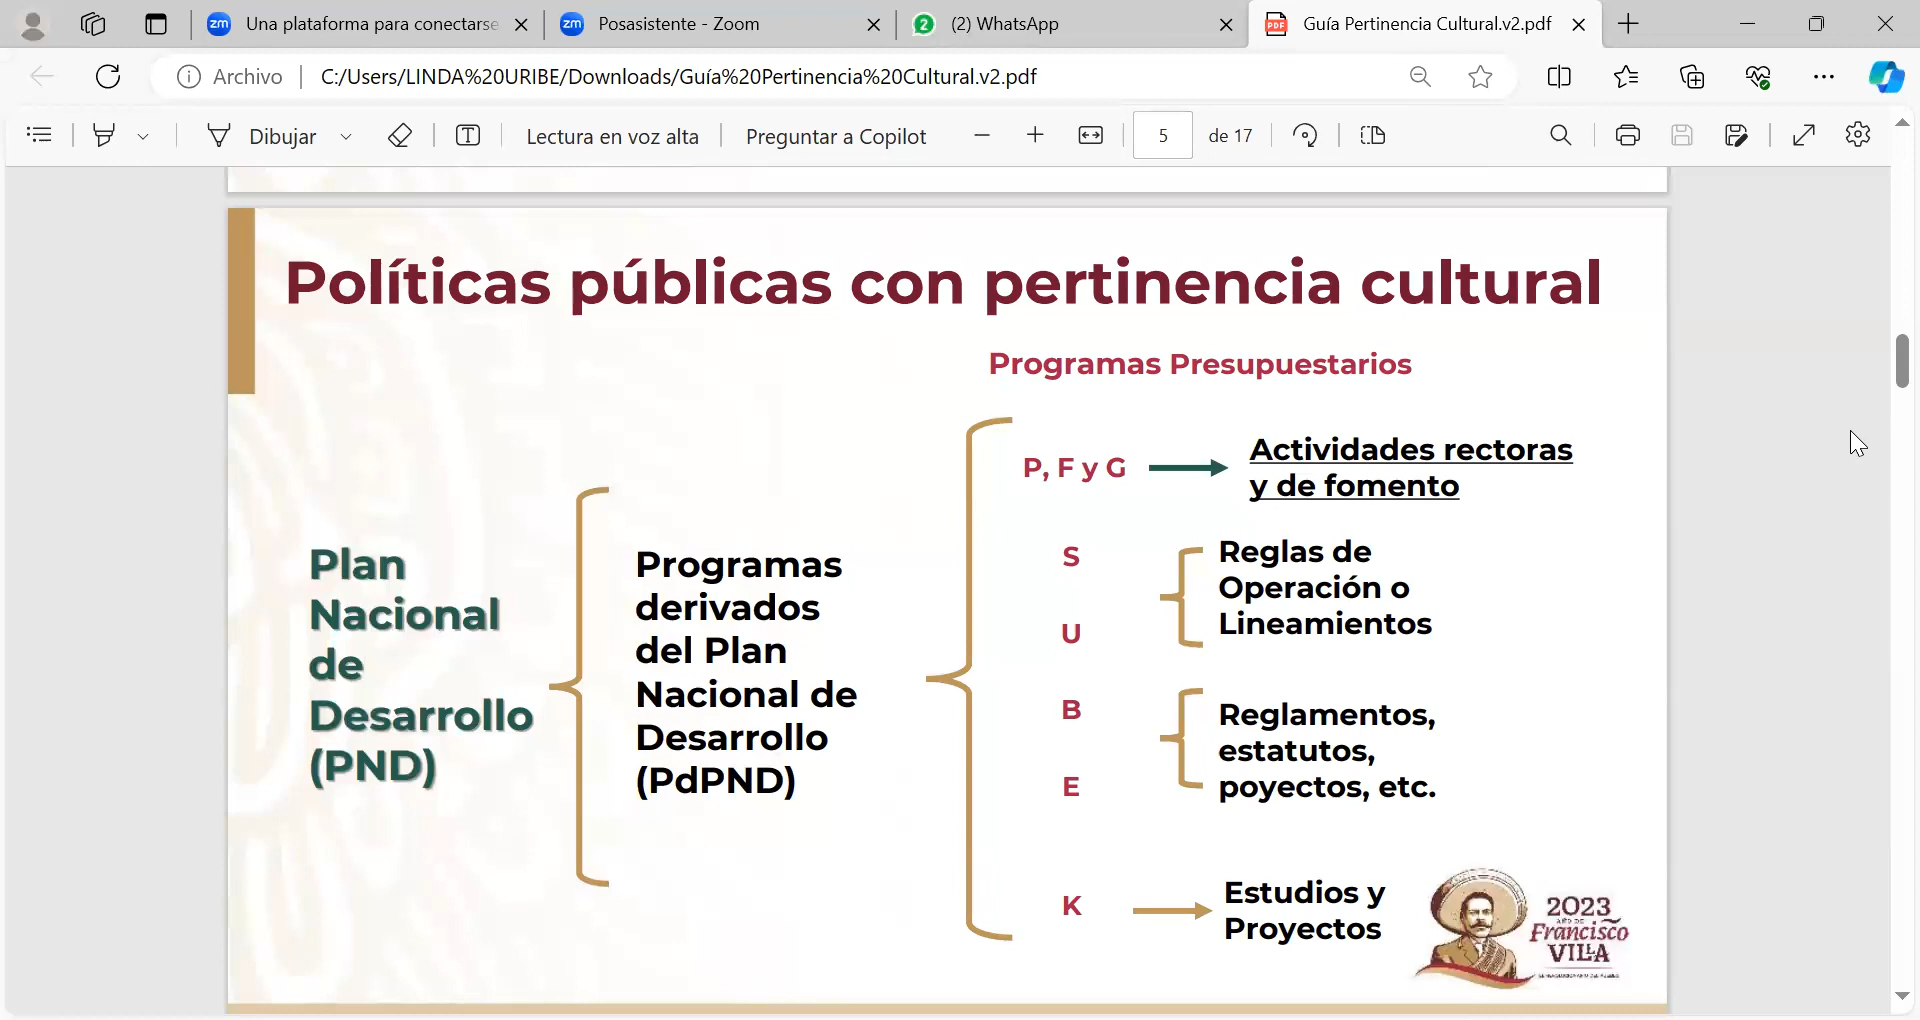 Una plataforma para conectarse
Posasistente - Zoom
(2) WhatsApp
Guía Pertinencia Cultural.v2.pdf
Archivo
C:/Users/LINDA%20URIBE/Downloads/Guía%20Pertinencia%20Cultural.v2.pdf
Dibujar
Lectura en voz alta
Preguntar a Copilot
5
de 17
Políticas públicas con pertinencia cultural
Programas Presupuestarios
Plan
Nacional
de
Desarrollo
(PND)
Programas
derivados
del Plan
Nacional de
Desarrollo
(PdPND)
P, F y G
Actividades rectoras
y de fomento
S
U
Reglas de
Operación o
Lineamientos
B
E
Reglamentos,
estatutos,
poyectos, etc.
K
Estudios y
Proyectos
2023
AÑO DE
Francisco
VILLA